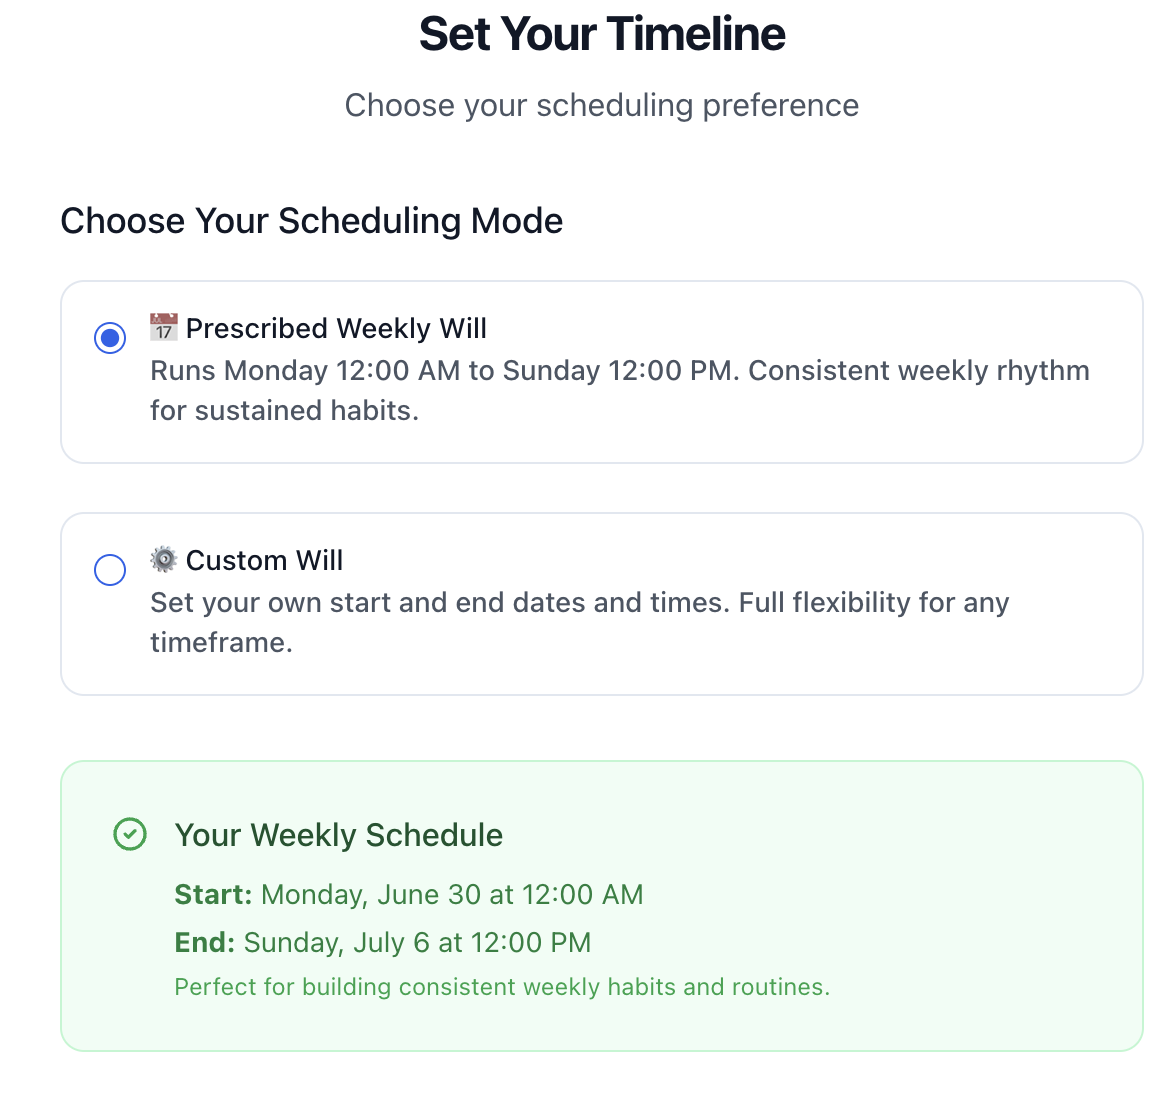 Set Your Timeline
Choose your scheduling preference
Choose Your Scheduling Mode
📅 Prescribed Weekly Will
Runs Monday 12:00 AM to Sunday 12:00 PM. Consistent weekly rhythm
for sustained habits.
⚙️ Custom Will
Set your own start and end dates and times. Full flexibility for any
timeframe.
Your Weekly Schedule
Start: Monday, June 30 at 12:00 AM
End: Sunday, July 6 at 12:00 PM
Perfect for building consistent weekly habits and routines.